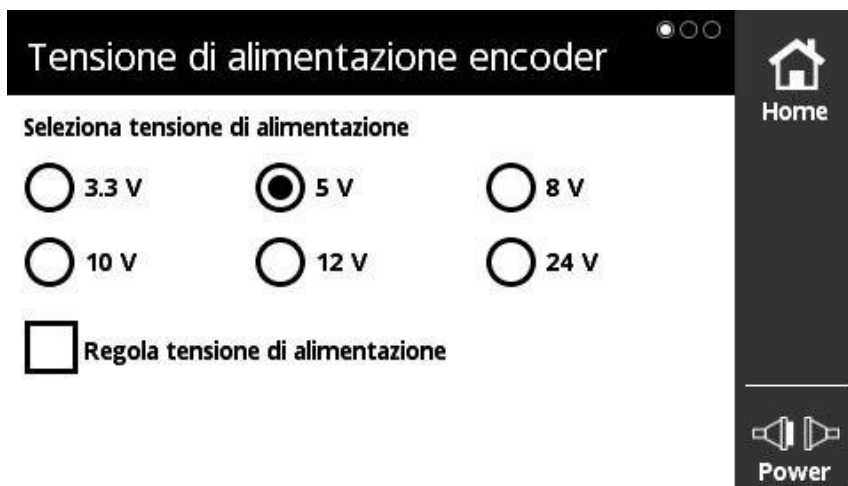 Tensione di alimentazione encoder
Home
Seleziona tensione di alimentazione
3.3 V 5 V 8 V
10 V 12 V 24 V
Regola tensione di alimentazione
Power